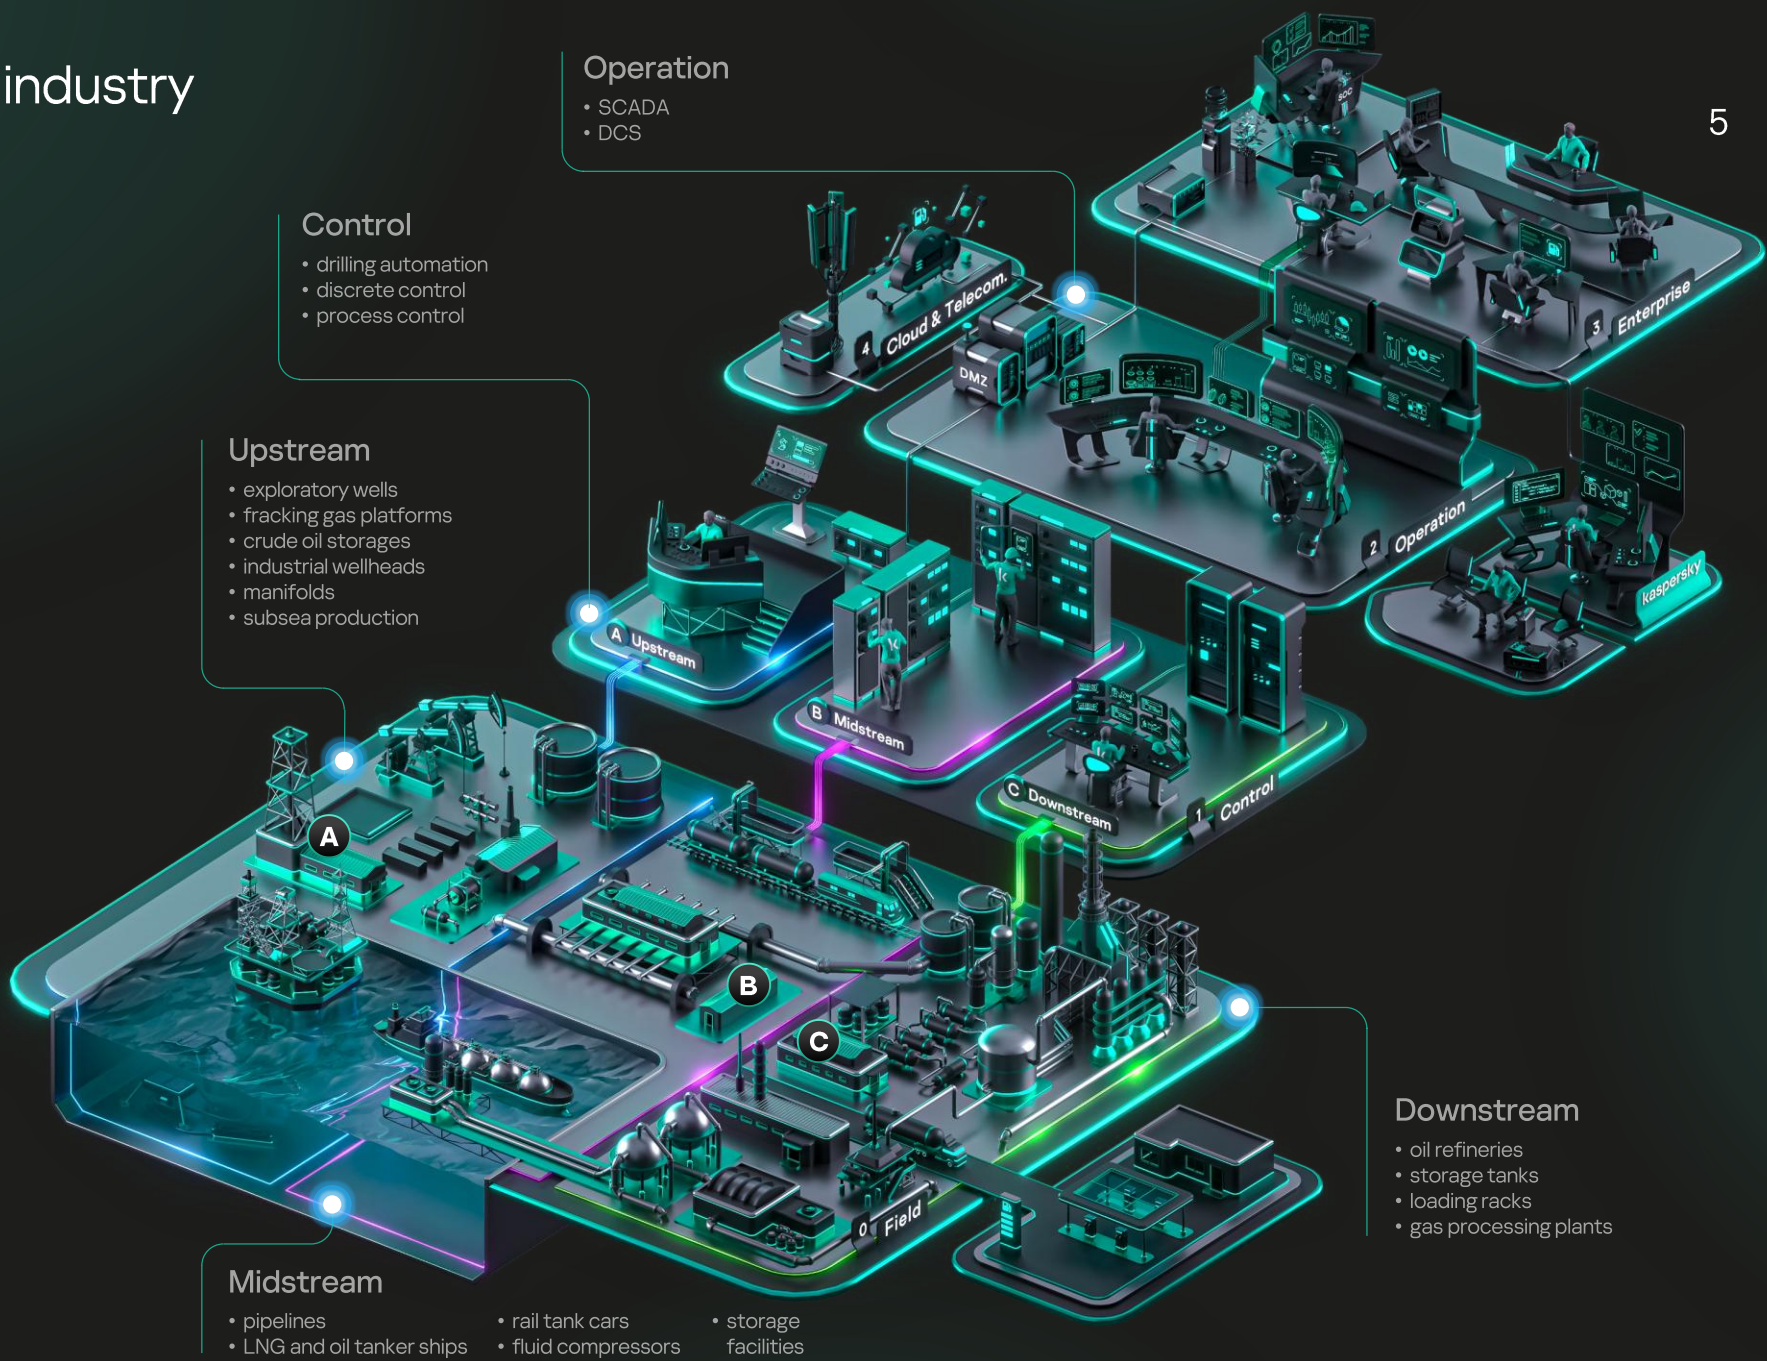 industry
5
Operation
• SCADA
• DCS
Control
• drilling automation
• discrete control
• process control
Upstream
• exploratory wells
• fracking gas platforms
• crude oil storages
• industrial wellheads
• manifolds
• subsea production
SOC
3 Enterprise
4 Cloud & Telecom.
DMZ
2 Operation
kaspersky
A Upstream
B Midstream
C Downstream
1 Control
A
B
C
0 Field
Downstream
• oil refineries
• storage tanks
• loading racks
• gas processing plants
Midstream
• pipelines
• LNG and oil tanker ships
• rail tank cars
• fluid compressors
• storage
facilities